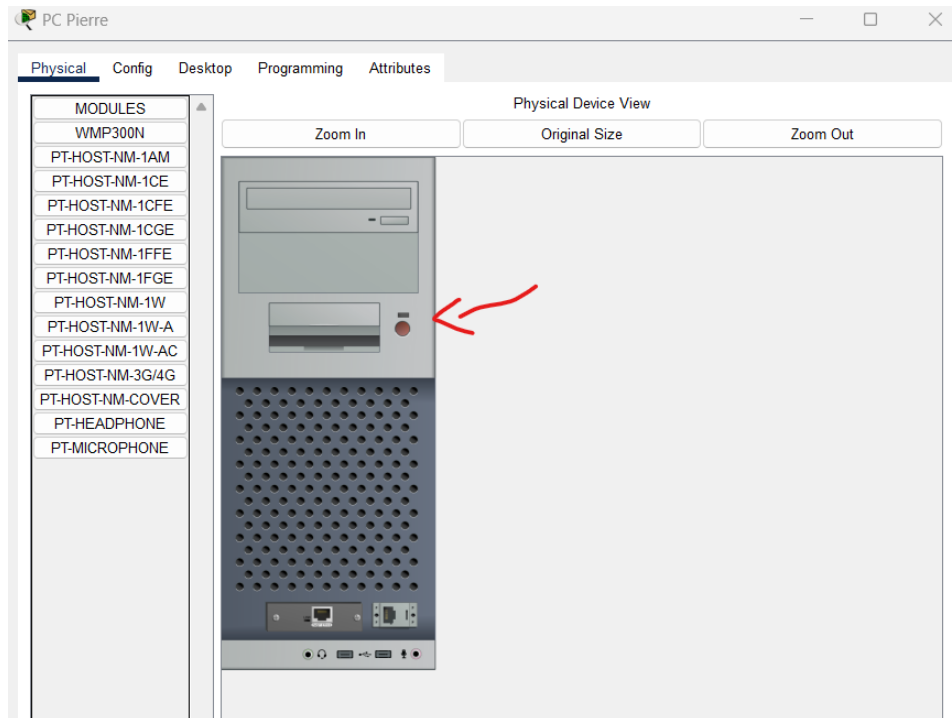 PC Pierre
Physical Config Desktop Programming Attributes
MODULES
WMP300N
PT-HOST-NM-1AM
PT-HOST-NM-1CE
PT-HOST-NM-1CFE
PT-HOST-NM-1CGE
PT-HOST-NM-1FFE
PT-HOST-NM-1FGE
PT-HOST-NM-1W
PT-HOST-NM-1W-A
PT-HOST-NM-1W-AC
PT-HOST-NM-3G/4G
PT-HOST-NM-COVER
PT-HEADPHONE
PT-MICROPHONE
Physical Device View
Zoom In Original Size Zoom Out